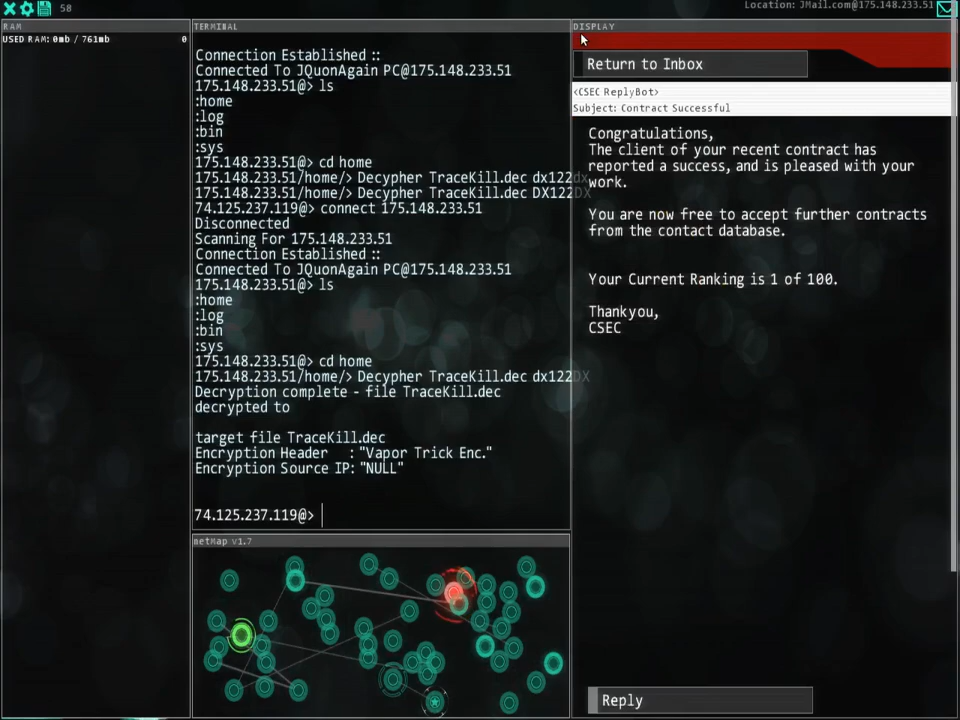 58
Location: JMail.com@175.148.233.51
RAM
USED RAM: 0mb / 761mb 0
TERMINAL
Connection Established ::
Connected To JQuonAgain PC@175.148.233.51
175.148.233.51@> ls
:home
:log
:bin
:sys
175.148.233.51@> cd home
175.148.233.51/home/> Decypher TraceKill.dec dx122dx
175.148.233.51/home/> Decypher TraceKill.dec DX122DX
74.125.237.119@> connect 175.148.233.51
Disconnected
Scanning For 175.148.233.51
Connection Established ::
Connected To JQuonAgain PC@175.148.233.51
175.148.233.51@> ls
:home
:log
:bin
:sys
175.148.233.51@> cd home
175.148.233.51/home/> Decypher TraceKill.dec dx122DX
Decryption complete - file TraceKill.dec
decrypted to
target file TraceKill.dec
Encryption Header : "Vapor Trick Enc."
Encryption Source IP: "NULL"
74.125.237.119@>
netMap v1.7
DISPLAY
Return to Inbox
<CSEC ReplyBot>
Subject: Contract Successful
Congratulations,
The client of your recent contract has
reported a success, and is pleased with your
work.
You are now free to accept further contracts
from the contact database.
Your Current Ranking is 1 of 100.
Thankyou,
CSEC
Reply